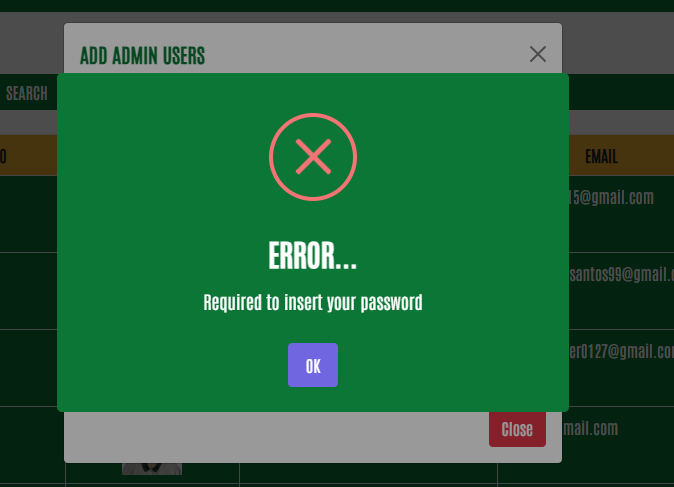 ADD ADMIN USERS
SEARCH
EMAIL
15@gmail.com
ERROR...
santos99@gmail.c
Required to insert your password
er0127@gmail.co
OK
Close
mail.com